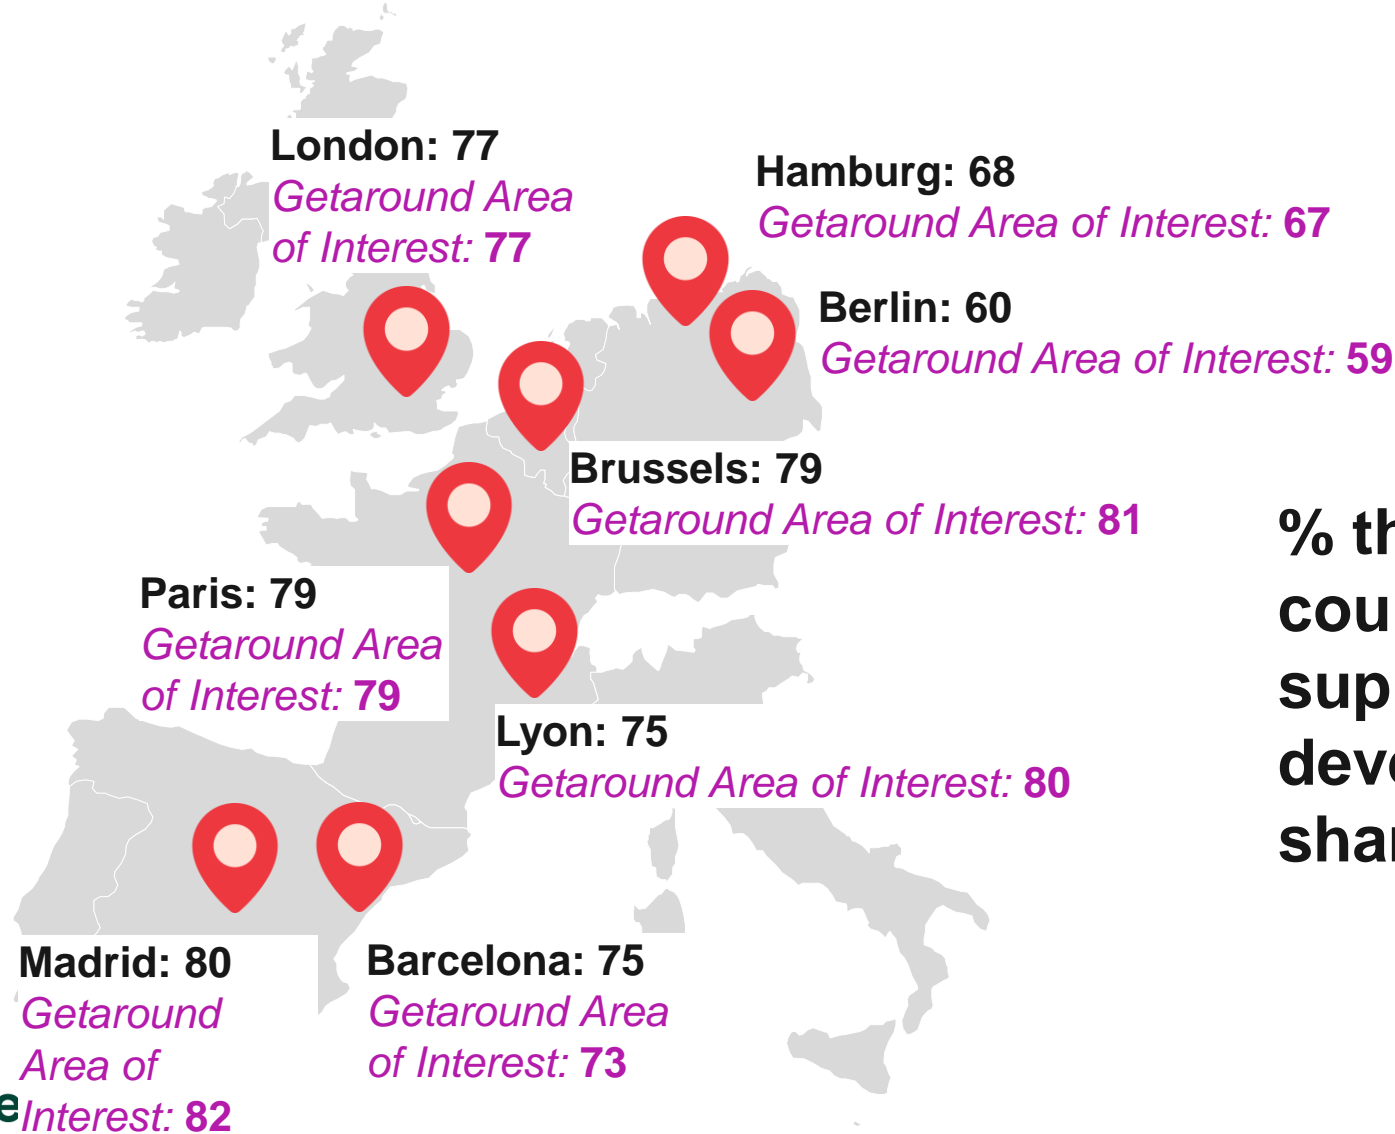 London: 77
Getaround Area
of Interest: 77
Hamburg: 68
Getaround Area of Interest: 67
Berlin: 60
Getaround Area of Interest: 59
Brussels: 79
Getaround Area of Interest: 81
%
Paris: 79
Getaround Area
of Interest: 79
Lyon: 75
Getaround Area of Interest: 80
Madrid: 80
Getaround
Area of
Interest: 82
Barcelona: 75
Getaround Area
of Interest: 73